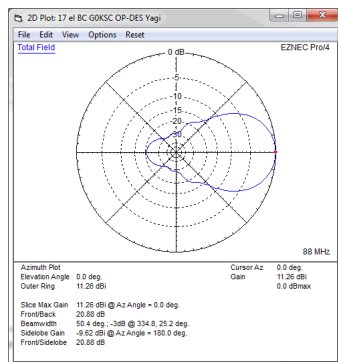 2D Plot: 17 el BC G0KSC OP-DES Yagi
File Edit View Options Reset
Total Field
EZNEC Pro/4
0 dB
-5
-10
-15
-20
-30
88 MHz
Azimuth Plot
Elevation Angle 0.0 deg.
Outer Ring 11.26 dBi
Cursor Az 0.0 deg.
Gain 11.26 dBi
0.0 dBmax
Slice Max Gain 11.26 dBi @ Az Angle = 0.0 deg.
Front/Back 20.88 dB
Beamwidth 50.4 deg.; -3dB @ 334.8, 25.2 deg.
Sidelobe Gain -9.62 dBi @ Az Angle = 180.0 deg.
Front/Sidelobe 20.88 dB